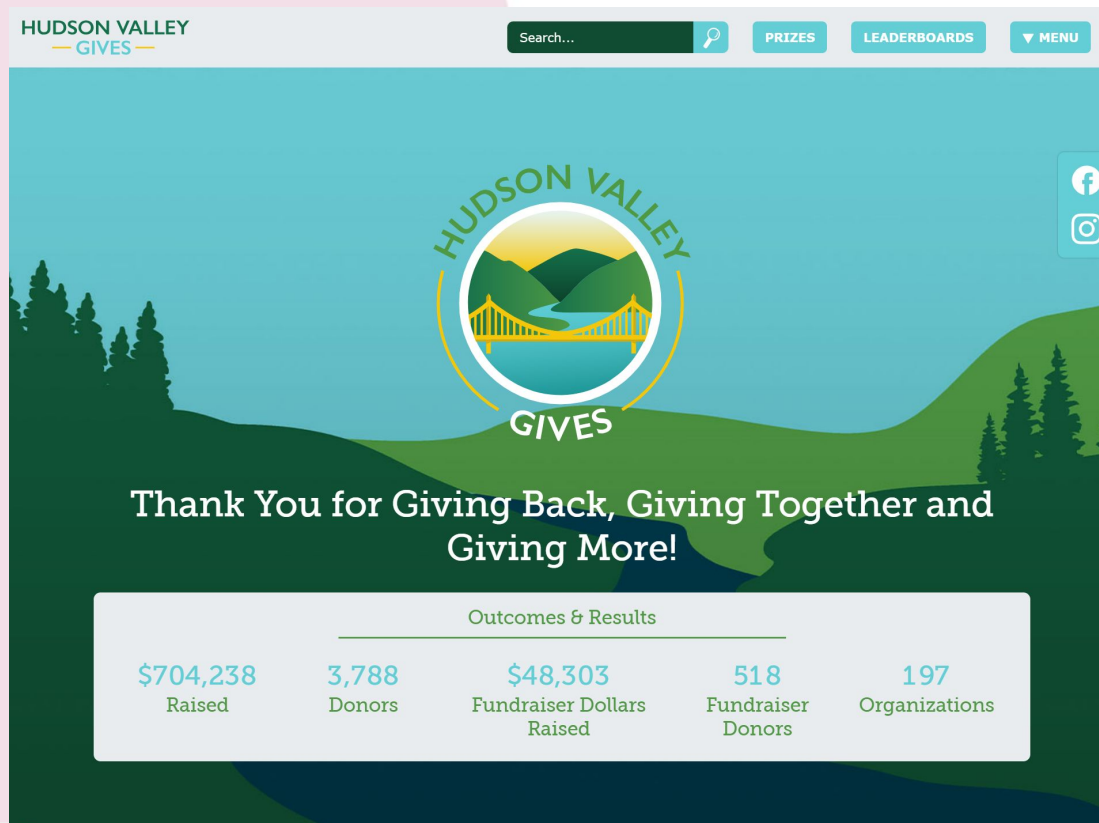 HUDSON VALLEY
GIVES
Search...
PRIZES
LEADERBOARDS
▼ MENU
HUDSON VALLEY
GIVES
Thank You for Giving Back, Giving Together and
Giving More!
Outcomes & Results
$704,238
Raised
3,788
Donors
$48,303
Fundraiser Dollars
Raised
518
Fundraiser
Donors
197
Organizations